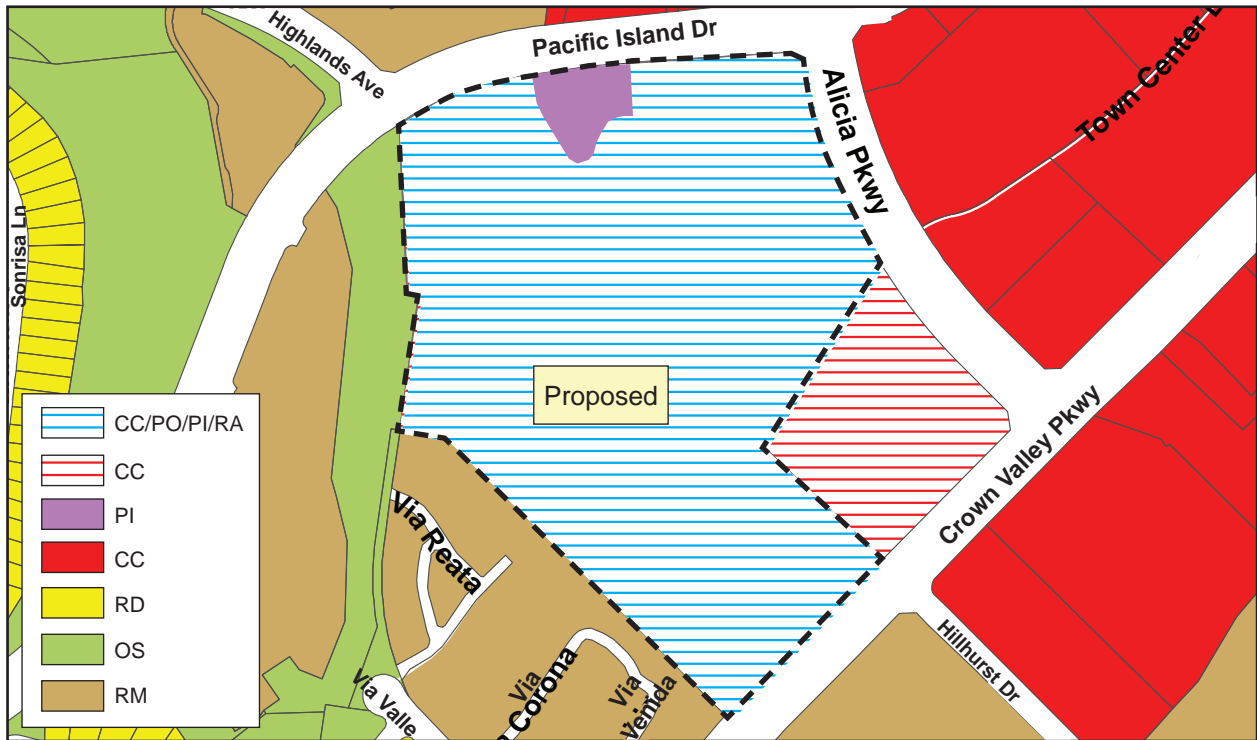 Highlands Ave
Pacific Island Dr
Town Center
Alicia Pkwy
Sonrisa Ln
Proposed
Crown Valley Pkwy
CC/PO/PI/RA
CC
PI
CC
RD
OS
RM
Via Reata
Hillhurst Dr
Via Valle
Via
Corona
Via
Venida